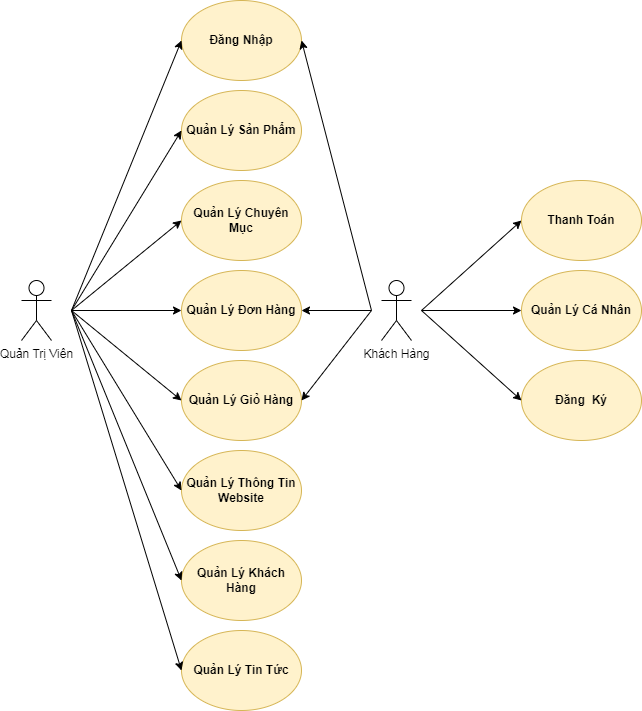 Đăng Nhập
Quản Lý Sản Phẩm
Quản Lý Chuyên
Mục
Thanh Toán
Quản Lý Đơn Hàng
Quản Lý Cá Nhân
Quản Trị Viên
Khách Hàng
Quản Lý Giỏ Hàng
Đăng  Ký
Quản Lý Thông Tin
Website
Quản Lý Khách
Hàng
Quản Lý Tin Tức